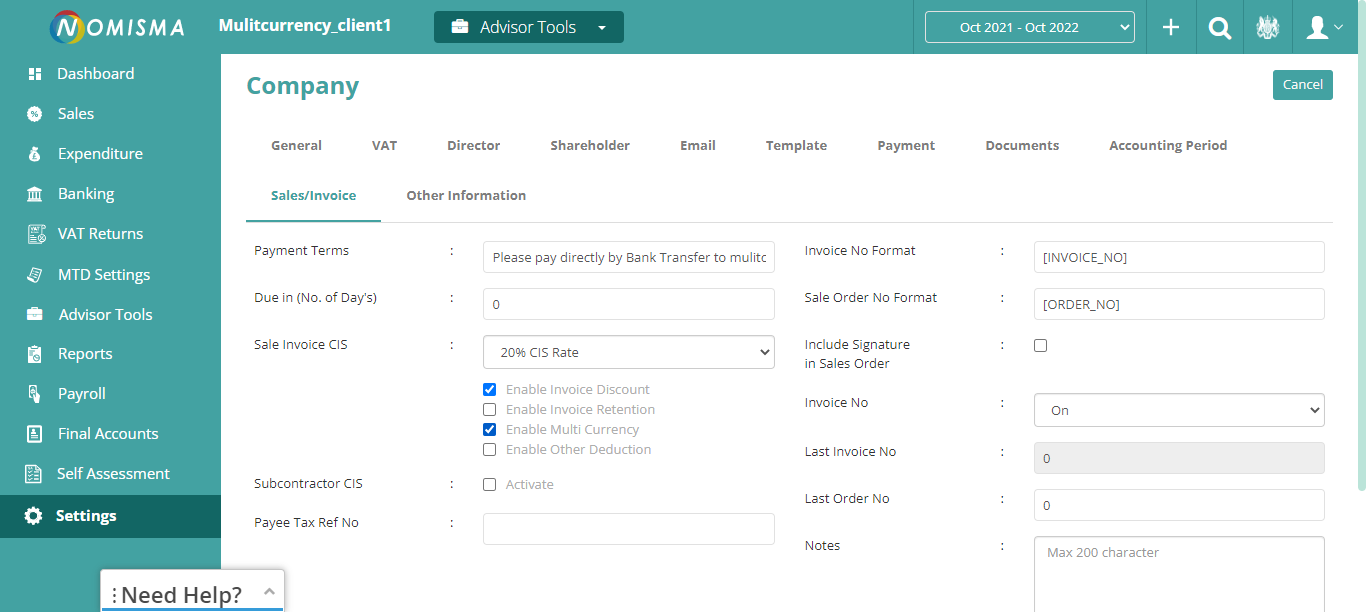 NOMISMA
Mulitcurrency_client1
Advisor Tools
Oct 2021 - Oct 2022
Dashboard
Sales
Expenditure
Banking
VAT Returns
MTD Settings
Advisor Tools
Reports
Payroll
Final Accounts
Self Assessment
Settings
Company
Cancel
General VAT Director Shareholder Email Template Payment Documents Accounting Period
Sales/Invoice Other Information
Payment Terms : Please pay directly by Bank Transfer to mulitc
Due in (No. of Day's) : 0
Sale Invoice CIS : 20% CIS Rate
Enable Invoice Discount
Enable Invoice Retention
Enable Multi Currency
Enable Other Deduction
Subcontractor CIS : Activate
Payee Tax Ref No :
Invoice No Format : [INVOICE_NO]
Sale Order No Format : [ORDER_NO]
Include Signature :
in Sales Order
Invoice No : On
Last Invoice No : 0
Last Order No : 0
Notes : Max 200 character
Need Help?